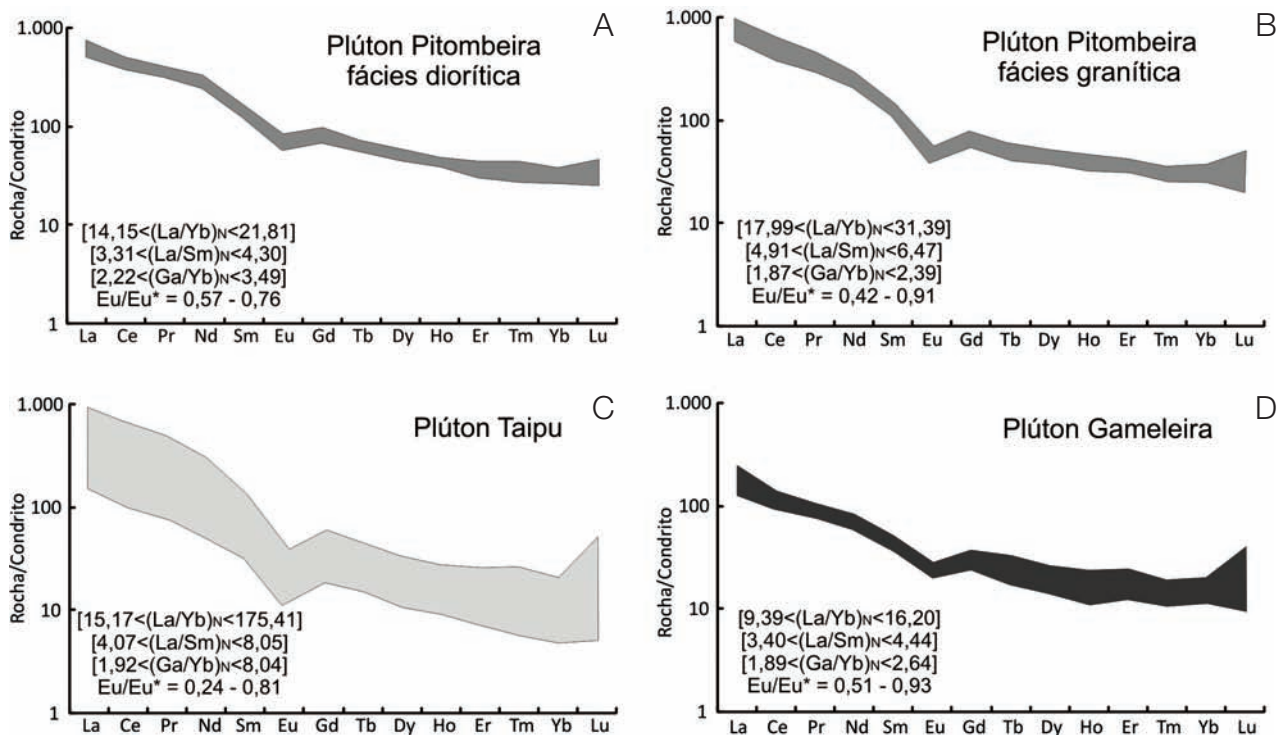 A
Plúton Pitombeira
fácies diorítica
1.000
100
10
1
Rocha/Condrito
[14,15<(La/Yb)N<21,81]
[3,31<(La/Sm)N<4,30]
[2,22<(Ga/Yb)N<3,49]
Eu/Eu* = 0,57 - 0,76
La Ce Pr Nd Sm Eu Gd Tb Dy Ho Er Tm Yb Lu
B
Plúton Pitombeira
fácies granítica
1.000
100
10
1
Rocha/Condrito
[17,99<(La/Yb)N<31,39]
[4,91<(La/Sm)N<6,47]
[1,87<(Ga/Yb)N<2,39]
Eu/Eu* = 0,42 - 0,91
La Ce Pr Nd Sm Eu Gd Tb Dy Ho Er Tm Yb Lu
C
Plúton Taipu
1.000
100
10
1
Rocha/Condrito
[15,17<(La/Yb)N<175,41]
[4,07<(La/Sm)N<8,05]
[1,92<(Ga/Yb)N<8,04]
Eu/Eu* = 0,24 - 0,81
La Ce Pr Nd Sm Eu Gd Tb Dy Ho Er Tm Yb Lu
D
Plúton Gameleira
1.000
100
10
1
Rocha/Condrito
[9,39<(La/Yb)N<16,20]
[3,40<(La/Sm)N<4,44]
[1,89<(Ga/Yb)N<2,64]
Eu/Eu* = 0,51 - 0,93
La Ce Pr Nd Sm Eu Gd Tb Dy Ho Er Tm Yb Lu